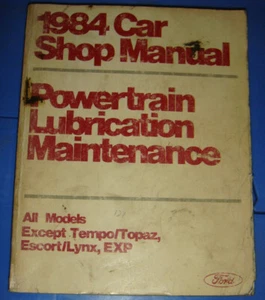 1984 Car
Shop Manual
Powertrain
Lubrication
Maintenance
All Models
Except Tempo/Topaz,
Escort/Lynx, EXP
Ford